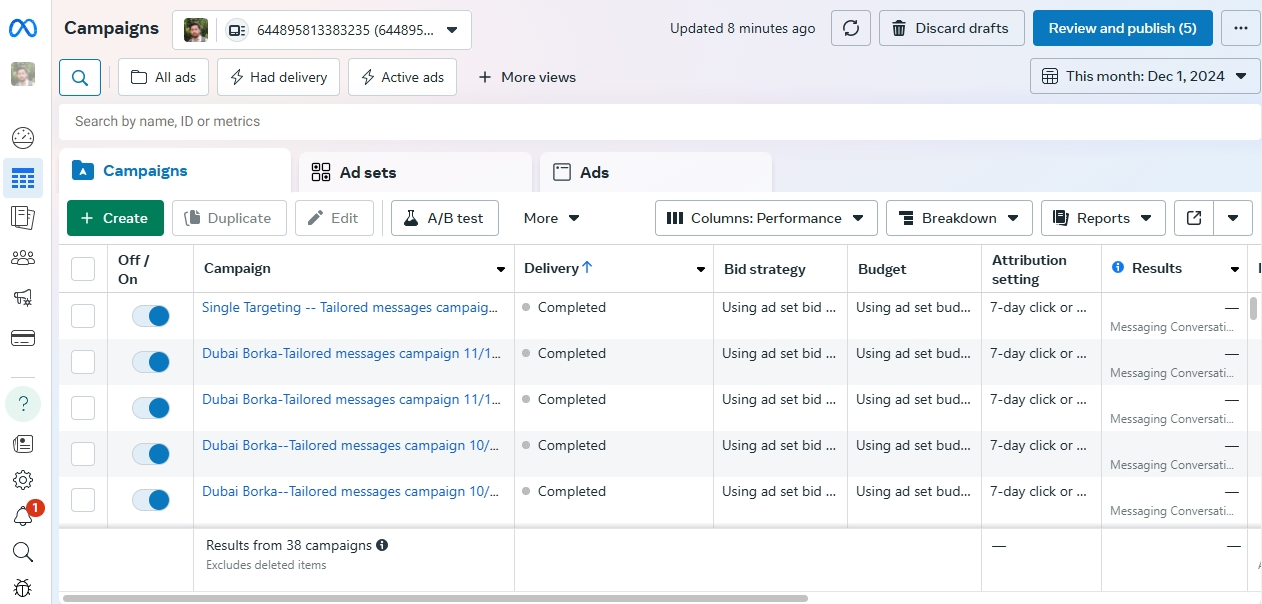 Campaigns
644895813383235 (644895...
Updated 8 minutes ago
Discard drafts
Review and publish (5)
All ads
Had delivery
Active ads
+ More views
This month: Dec 1, 2024
Search by name, ID or metrics
Campaigns
Ad sets
Ads
+ Create
Duplicate
Edit
A/B test
More
Columns: Performance
Breakdown
Reports
Off / On
Campaign
Delivery↑
Bid strategy
Budget
Attribution setting
Results
Single Targeting -- Tailored messages campaig...
Completed
Using ad set bid ...
Using ad set bud...
7-day click or ...
—
Messaging Conversati...
Dubai Borka-Tailored messages campaign 11/1...
Completed
Using ad set bid ...
Using ad set bud...
7-day click or ...
—
Messaging Conversati...
Dubai Borka-Tailored messages campaign 11/1...
Completed
Using ad set bid ...
Using ad set bud...
7-day click or ...
—
Messaging Conversati...
Dubai Borka--Tailored messages campaign 10/...
Completed
Using ad set bid ...
Using ad set bud...
7-day click or ...
—
Messaging Conversati...
Dubai Borka--Tailored messages campaign 10/...
Completed
Using ad set bid ...
Using ad set bud...
7-day click or ...
—
Messaging Conversati...
Results from 38 campaigns
Excludes deleted items
—
—
?
1